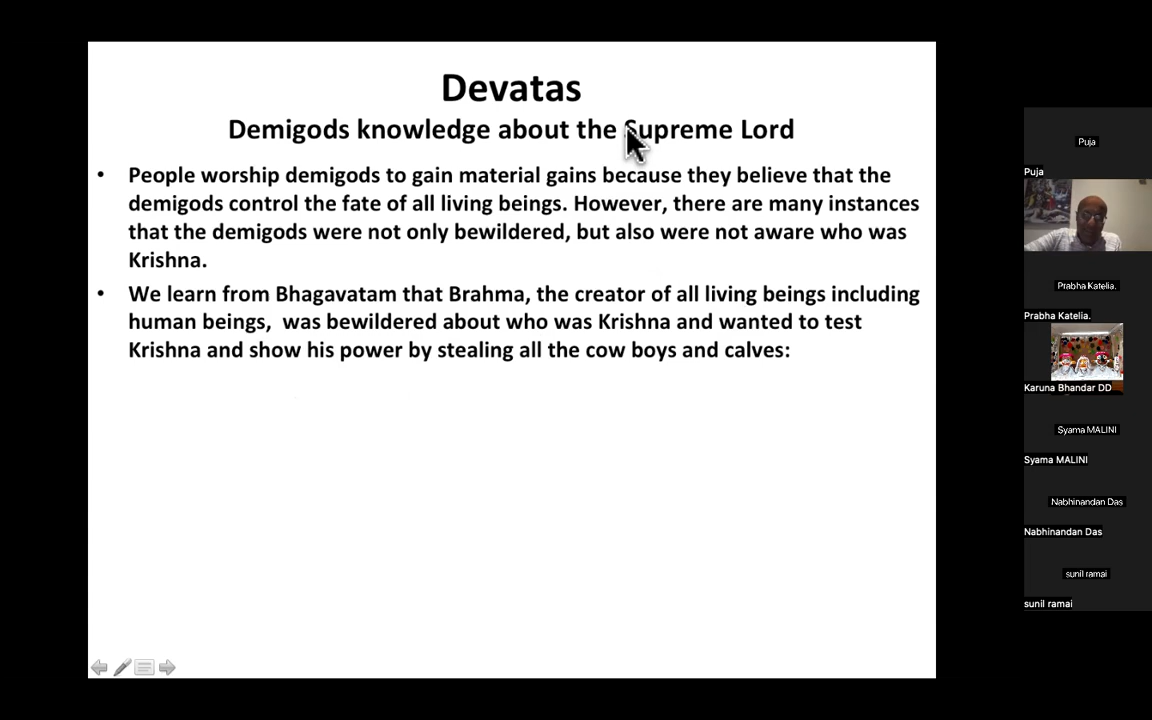 Devatas
Demigods knowledge about the Supreme Lord
• People worship demigods to gain material gains because they believe that the
demigods control the fate of all living beings. However, there are many instances
that the demigods were not only bewildered, but also were not aware who was
Krishna.
• We learn from Bhagavatam that Brahma, the creator of all living beings including
human beings,  was bewildered about who was Krishna and wanted to test
Krishna and show his power by stealing all the cow boys and calves:
Puja
Puja
Prabha Katelia.
Prabha Katelia.
Karuna Bhandar DD
Syama MALINI
Syama MALINI
Nabhinandan Das
Nabhinandan Das
sunil ramai
sunil ramai